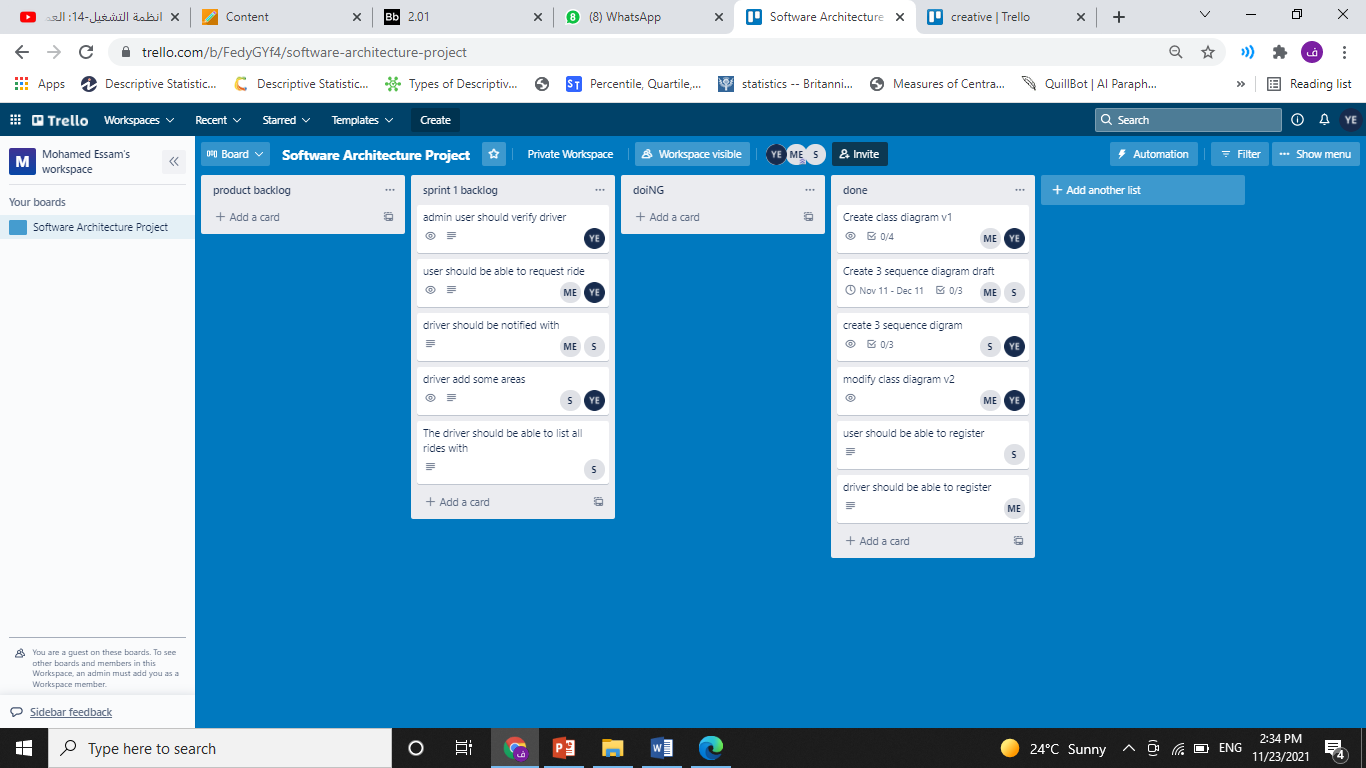 انظمة التشغيل-14: الع
Content
Bb 2.01
(8) WhatsApp
Software Architecture
creative | Trello
trello.com/b/FedyGYf4/software-architecture-project
ف
Apps
Descriptive Statistic...
Descriptive Statistic...
Types of Descriptiv...
ST Percentile, Quartile,...
statistics -- Britanni...
Measures of Centra...
QuillBot | AI Paraph...
»
Reading list
Trello
Workspaces
Recent
Starred
Templates
Create
Search
YE
M
Mohamed Essam's
workspace
Your boards
Software Architecture Project
You are a guest on these boards. To see
other boards and members in this
Workspace, an admin must add you as a
Workspace member.
Sidebar feedback
Board
Software Architecture Project
Private Workspace
Workspace visible
YE ME S
Invite
Automation
Filter
Show menu
product backlog
+ Add a card
sprint 1 backlog
admin user should verify driver
YE
user should be able to request ride
ME YE
driver should be notified with
ME S
driver add some areas
S YE
The driver should be able to list all
rides with
S
+ Add a card
doiNG
+ Add a card
done
Create class diagram v1
0/4 ME YE
Create 3 sequence diagram draft
Nov 11 - Dec 11 0/3 ME S
create 3 sequence digram
0/3 S YE
modify class diagram v2
ME YE
user should be able to register
S
driver should be able to register
ME
+ Add a card
+ Add another list
Type here to search
ف
24°C Sunny
ENG
2:34 PM
11/23/2021
4